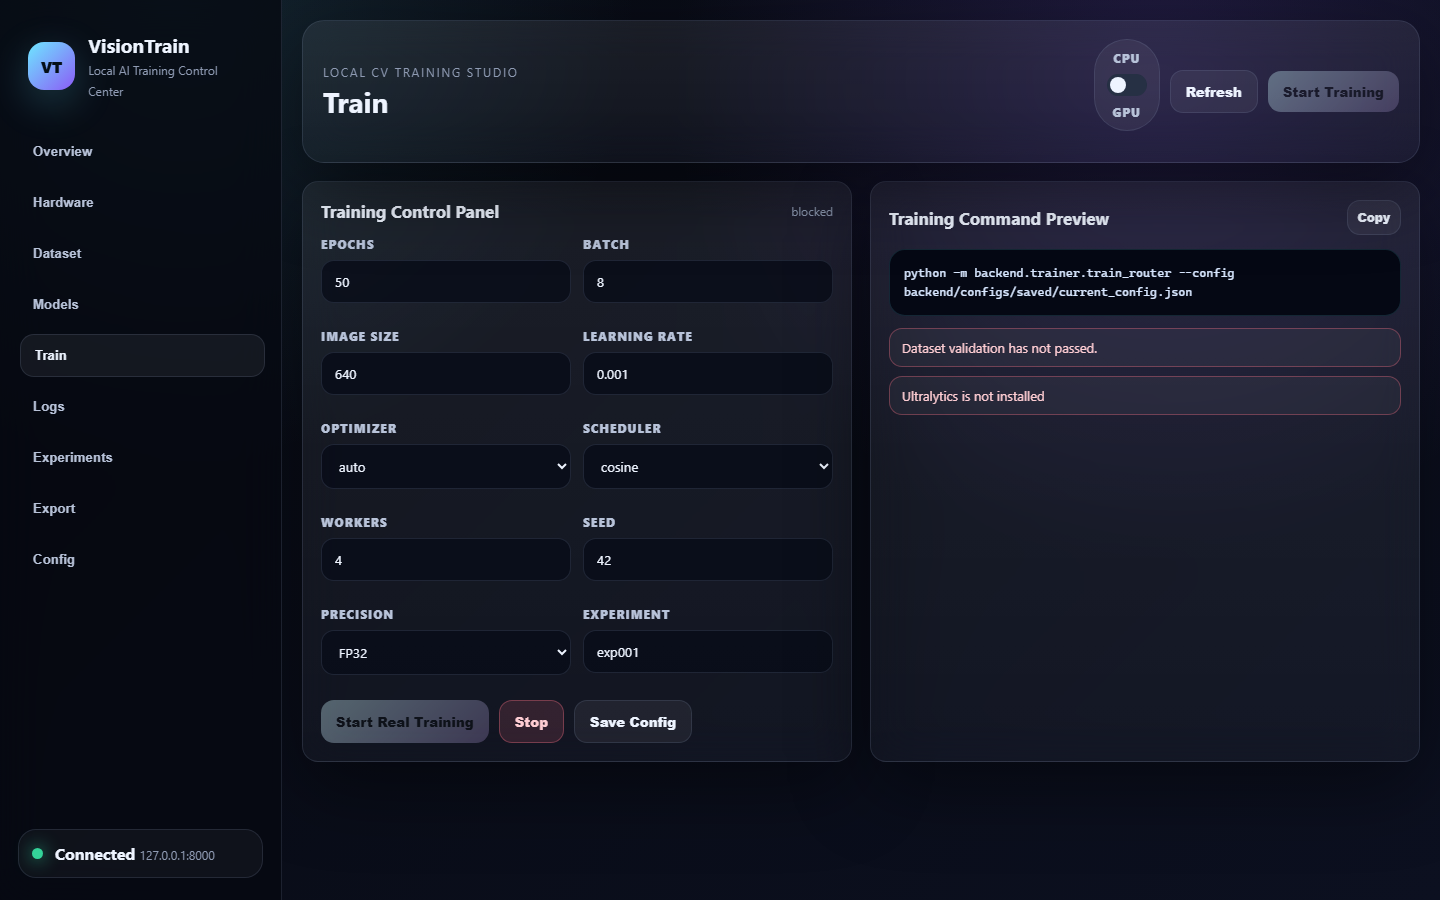 VT
VisionTrain
Local AI Training Control
Center
Overview
Hardware
Dataset
Models
Train
Logs
Experiments
Export
Config
Connected 127.0.0.1:8000
LOCAL CV TRAINING STUDIO
Train
CPU
GPU
Refresh
Start Training
Training Control Panel
blocked
EPOCHS
BATCH
50
8
IMAGE SIZE
LEARNING RATE
640
0.001
OPTIMIZER
SCHEDULER
auto
cosine
WORKERS
SEED
4
42
PRECISION
EXPERIMENT
FP32
exp001
Start Real Training
Stop
Save Config
Training Command Preview
Copy
python -m backend.trainer.train_router --config
backend/configs/saved/current_config.json
Dataset validation has not passed.
Ultralytics is not installed